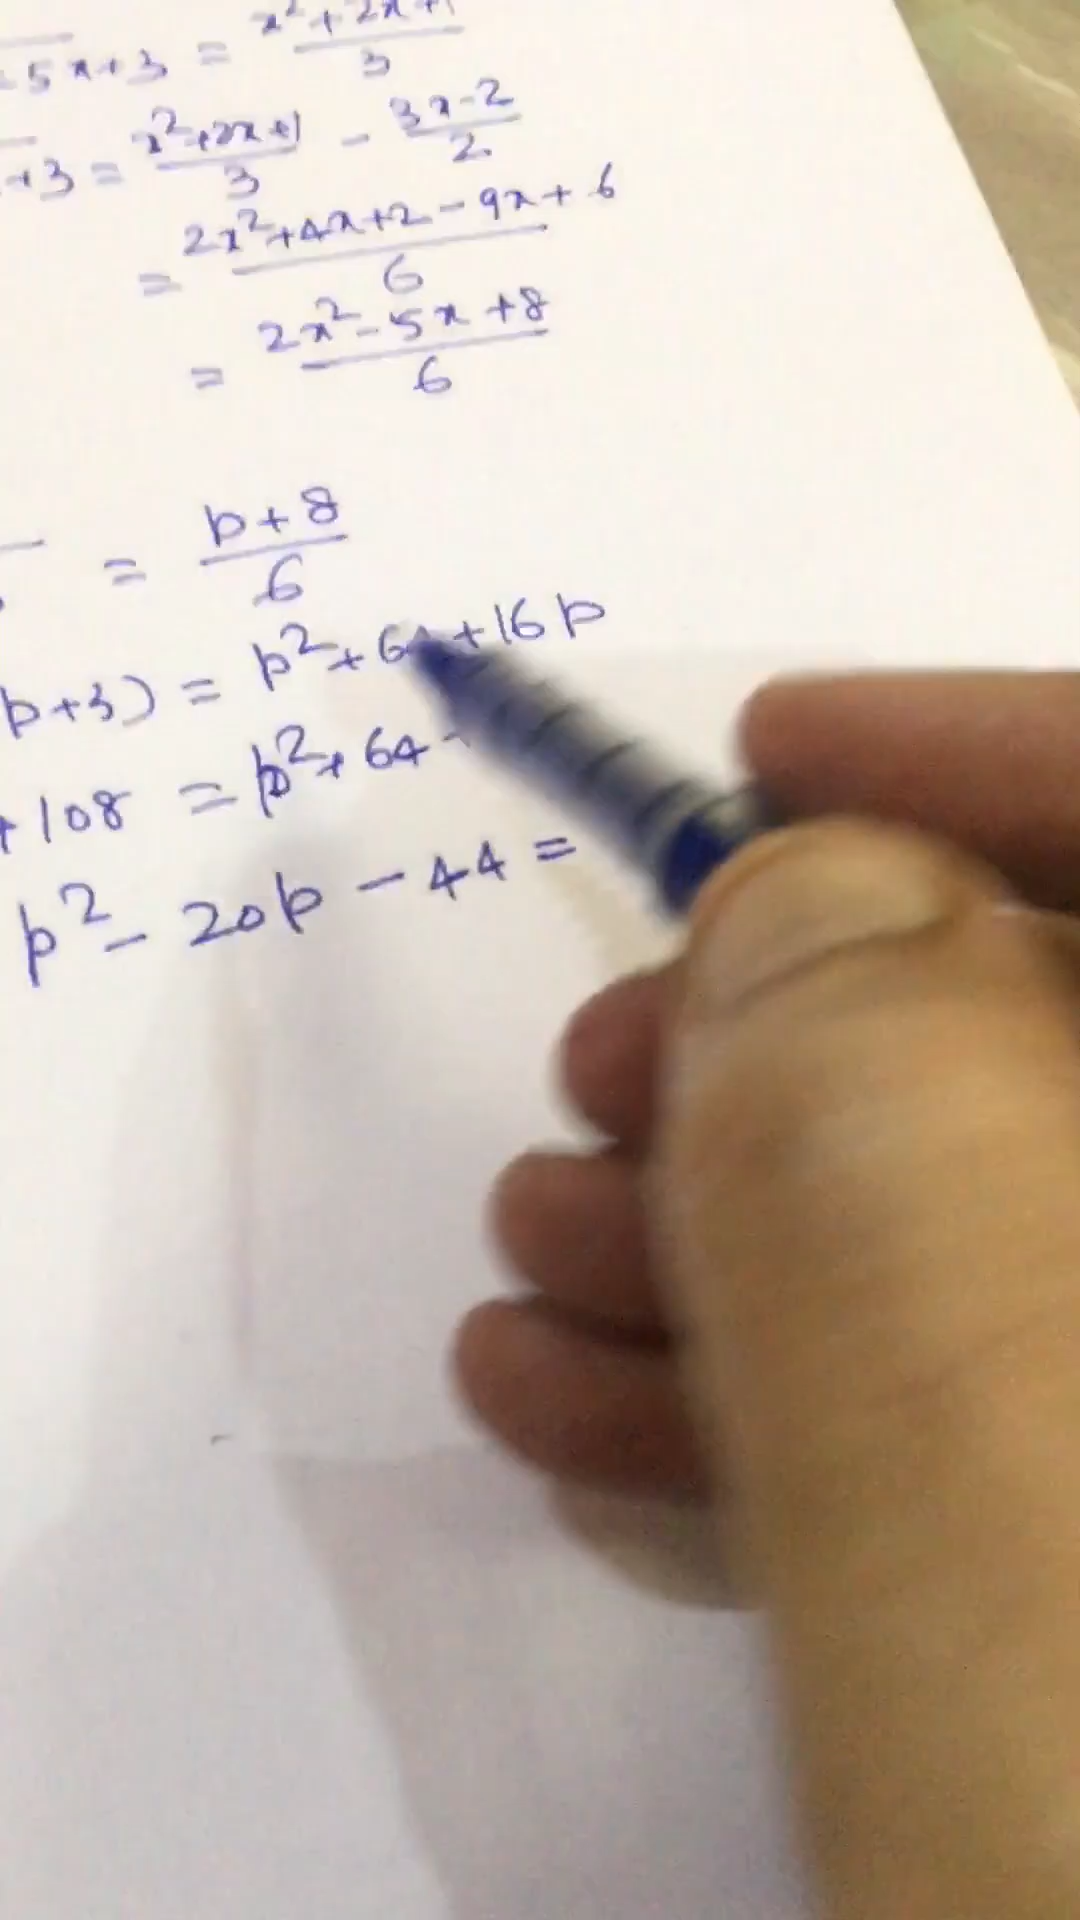 - 5x+3 = x²+2x+1/3
+3 = x²+2x+1/3 - 3x-2/2
= 2x²+4x+2-9x+6/6
= 2x²-5x+8/6
= p+8/6
p+3) = p²+64+16p
+108 = p²+64
p²-20p-44=